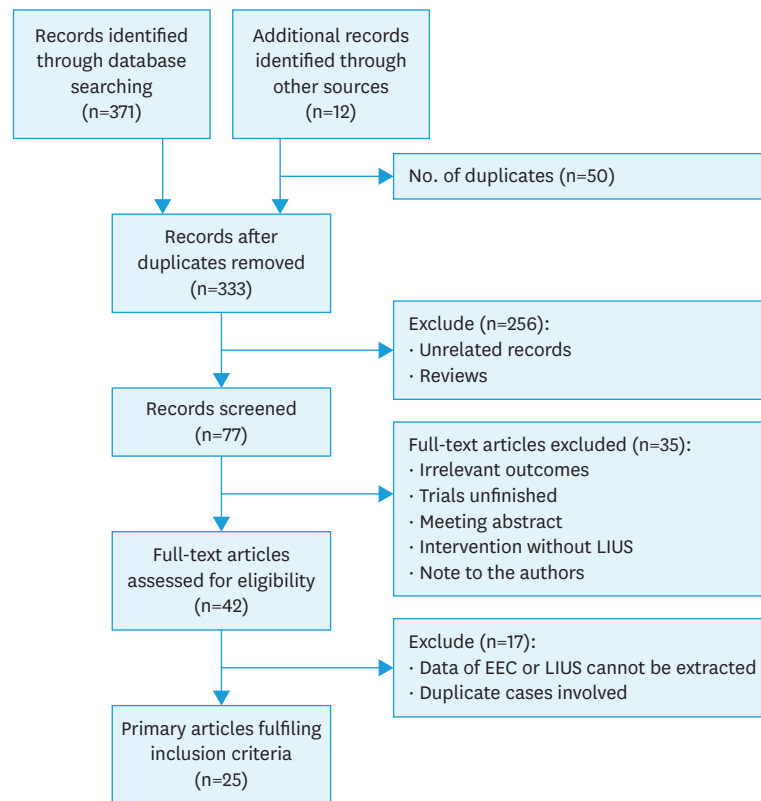 Records identified
through database
searching
(n=371)
Additional records
identified through
other sources
(n=12)
No. of duplicates (n=50)
Records after
duplicates removed
(n=333)
Exclude (n=256):
· Unrelated records
· Reviews
Records screened
(n=77)
Full-text articles excluded (n=35):
· Irrelevant outcomes
· Trials unfinished
· Meeting abstract
· Intervention without LIUS
· Note to the authors
Full-text articles
assessed for eligibility
(n=42)
Exclude (n=17):
· Data of EEC or LIUS cannot be extracted
· Duplicate cases involved
Primary articles fulfiling
inclusion criteria
(n=25)